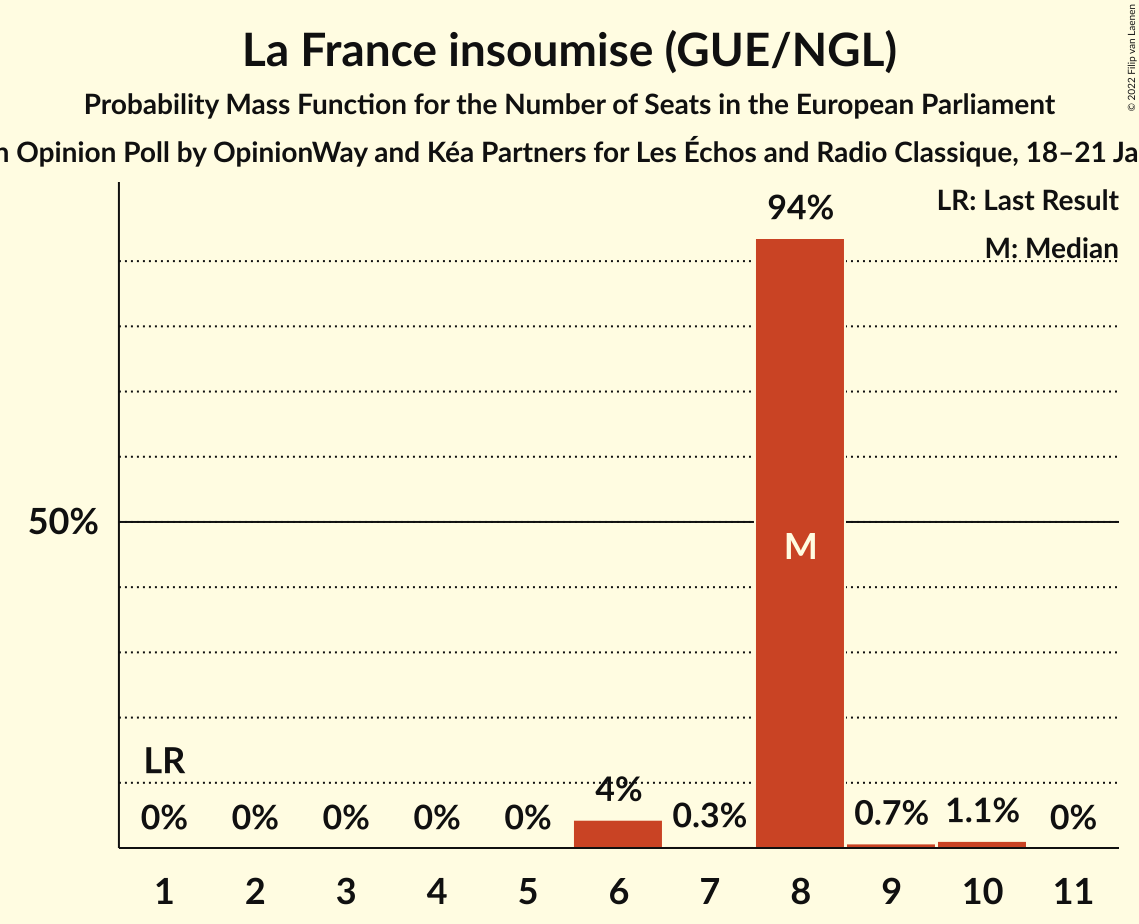 La France insoumise (GUE/NGL)
Probability Mass Function for the Number of Seats in the European Parliament
Opinion Poll by OpinionWay and Kéa Partners for Les Échos and Radio Classique, 18–21
© 2022 Filip van Laenen
LR: Last Result
M: Median
94%
50%
M
LR
0% 0% 0% 0% 0% 4% 0.3% 0.7% 1.1% 0%
1 2 3 4 5 6 7 8 9 10 11